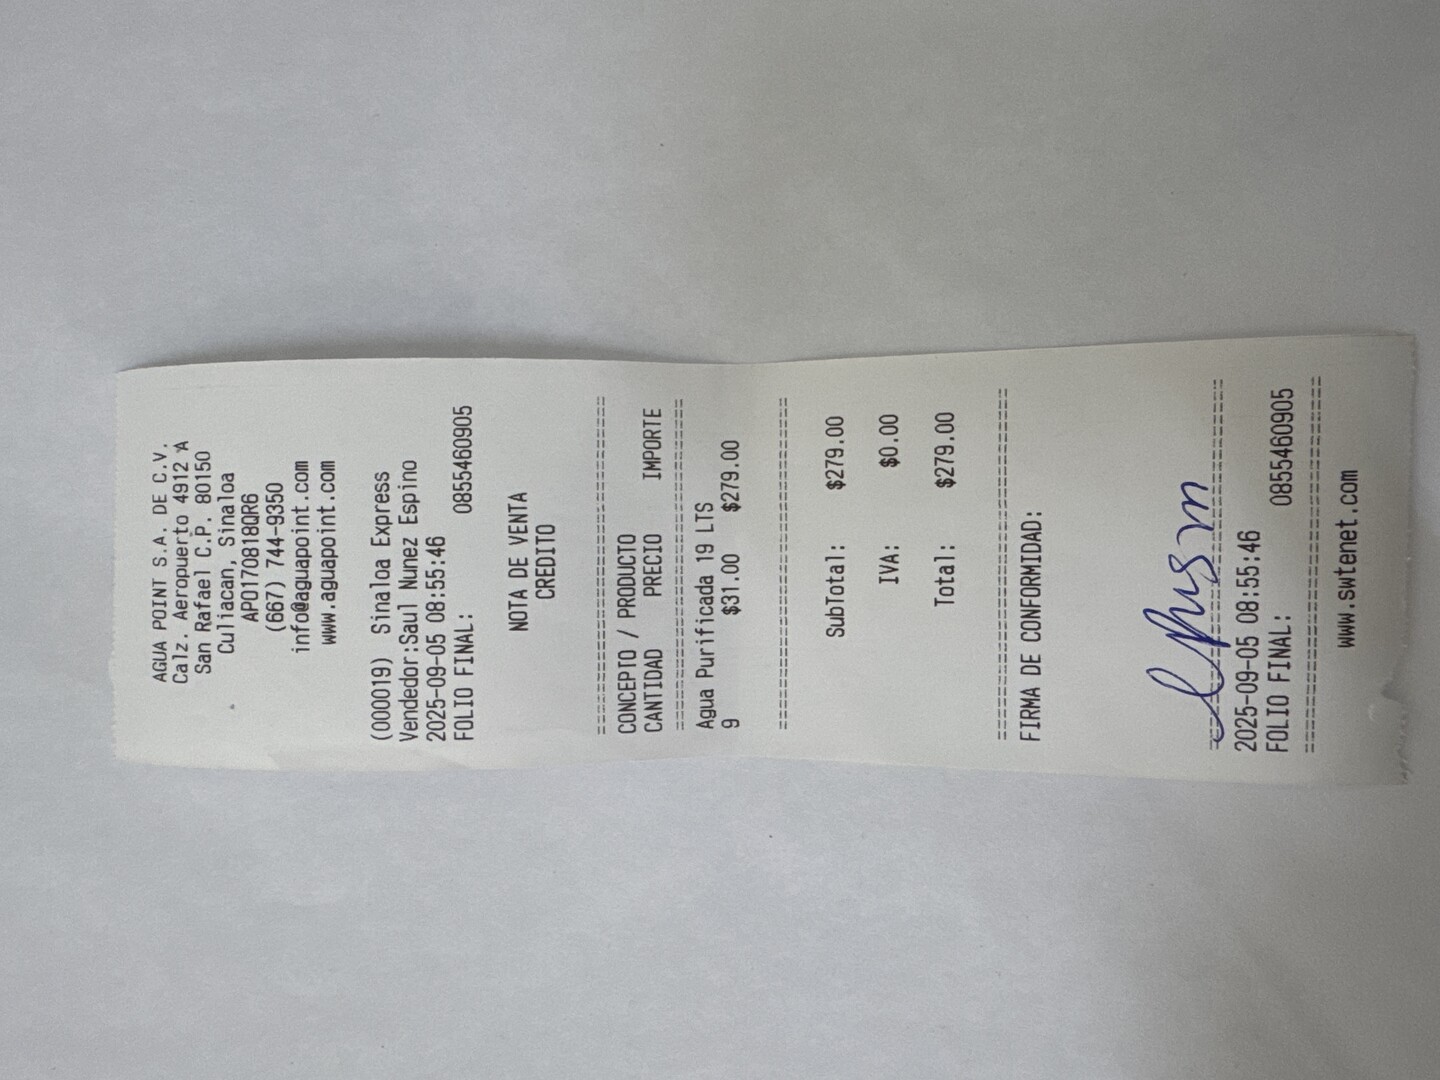 AGUA POINT S.A. DE C.V.
Calz. Aeropuerto 4912 A
San Rafael C.P. 80150
Culiacan, Sinaloa
APO170818QR6
(667) 744-9350
info@aguapoint.com
www.aguapoint.com
(000019) Sinaloa Express
Vendedor:Saul Nunez Espino
2025-09-05 08:55:46
FOLIO FINAL: 0855460905
NOTA DE VENTA
CREDITO
CONCEPTO / PRODUCTO
CANTIDAD PRECIO IMPORTE
Agua Purificada 19 LTS
9 $31.00 $279.00
SubTotal: $279.00
IVA: $0.00
Total: $279.00
FIRMA DE CONFORMIDAD:
2025-09-05 08:55:46
FOLIO FINAL: 0855460905
www.swtenet.com